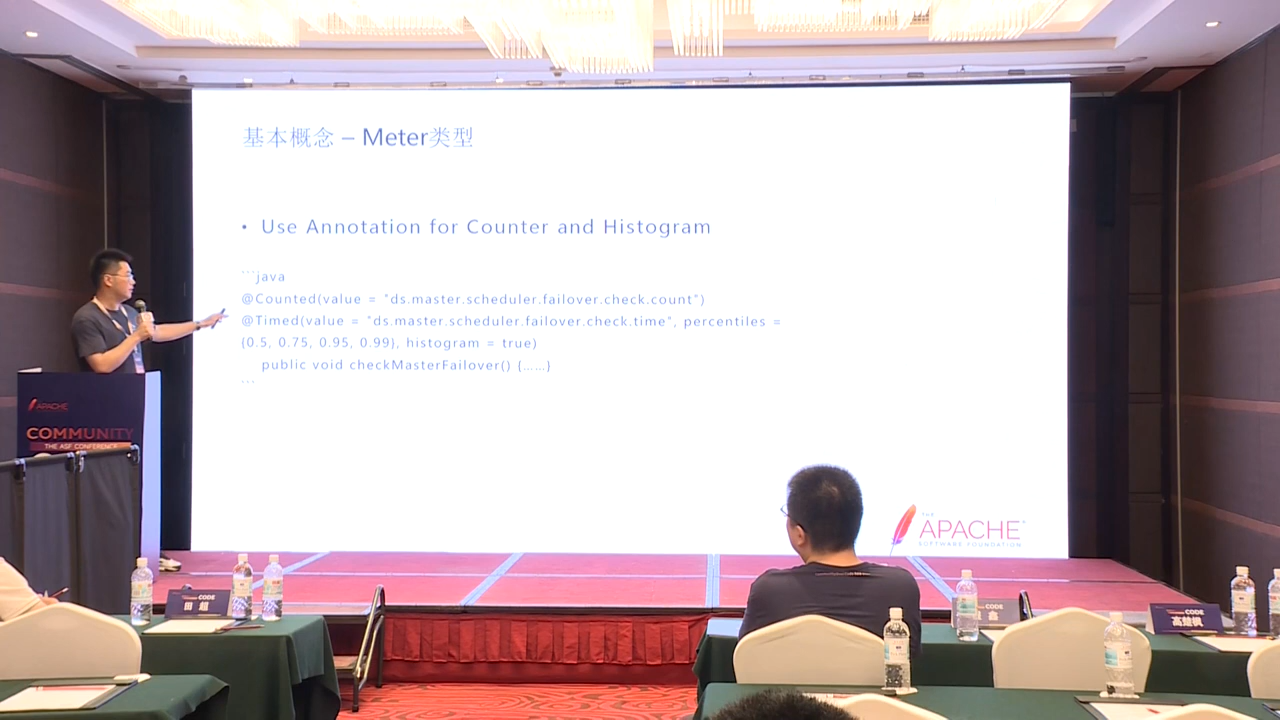 基本概念 – Meter类型
• Use Annotation for Counter and Histogram
```java
@Counted(value = "ds.master.scheduler.failover.check.count")
@Timed(value = "ds.master.scheduler.failover.check.time", percentiles =
{0.5, 0.75, 0.95, 0.99}, histogram = true)
public void checkMasterFailover() {......}
```
APACHE
COMMUNITY
THE ASF CONFERENCE
THE
APACHE®
SOFTWARE FOUNDATION
CODE
田 超
CODE
CODE
高楚枫